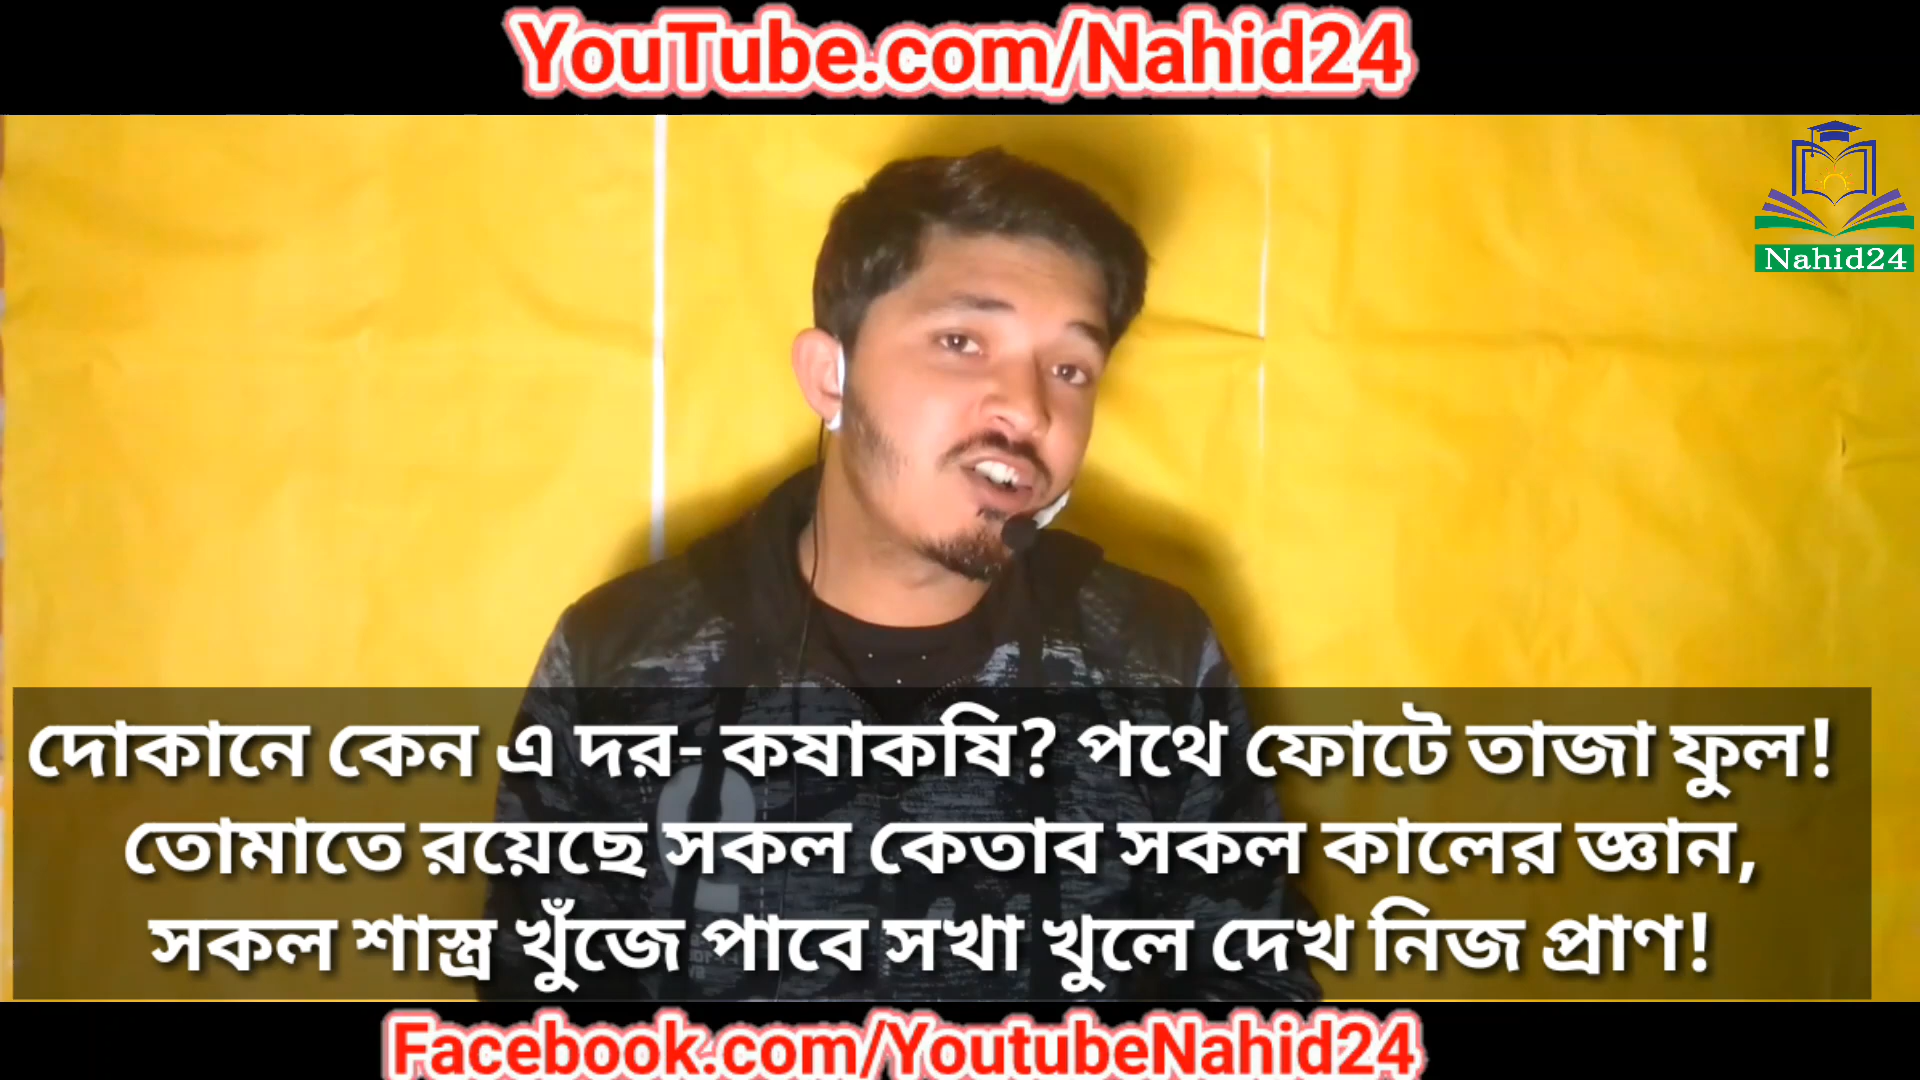 YouTube.com/Nahid24
Nahid24
দোকানে কেন এ দর- কষাকষি? পথে ফোটে তাজা ফুল!
তোমাতে রয়েছে সকল কেতাব সকল কালের জ্ঞান,
সকল শাস্ত্র খুঁজে পাবে সখা খুলে দেখ নিজ প্রাণ!
Facebook.com/YoutubeNahid24